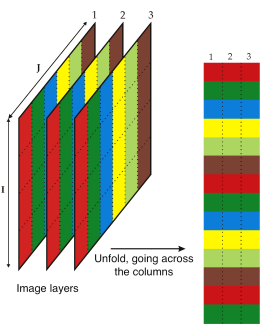 1 2 3
J
I
1 2 3
Unfold, going across
the columns
Image layers